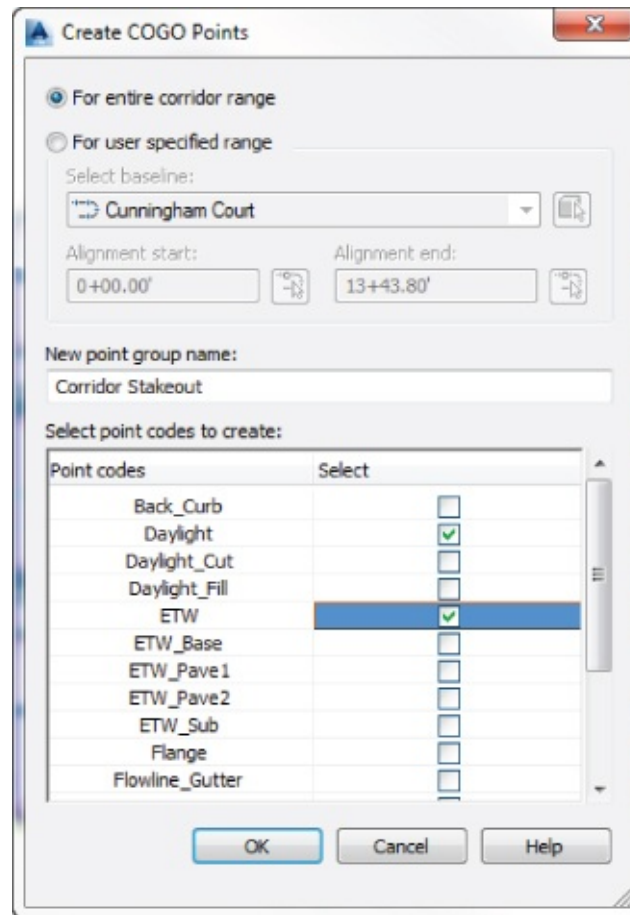 Create COGO Points
For entire corridor range
For user specified range
Select baseline:
Cunningham Court
Alignment start: Alignment end:
0+00.00' 13+43.80'
New point group name:
Corridor Stakeout
Select point codes to create:
Point codes Select
Back_Curb
Daylight
Daylight_Cut
Daylight_Fill
ETW
ETW_Base
ETW_Pave1
ETW_Pave2
ETW_Sub
Flange
Flowline_Gutter
OK Cancel Help